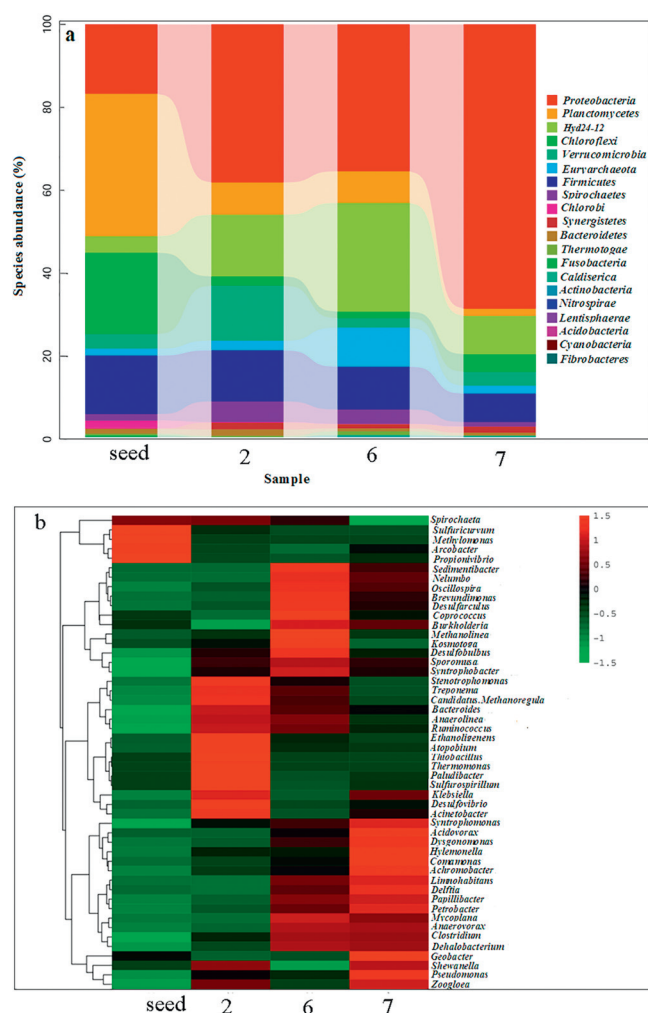 a
100
80
60
40
20
0
Species abundance (%)
seed
2
6
7
Sample
Proteobacteria
Planctomycetes
Hyd24-12
Chloroflexi
Verrucomicrobia
Euryarchaeota
Firmicutes
Spirochaetes
Chlorobi
Synergistetes
Bacteroidetes
Thermotogae
Fusobacteria
Caldiserica
Actinobacteria
Nitrospirae
Lentisphaerae
Acidobacteria
Cyanobacteria
Fibrobacteres
b
Spirochaeta
Sulfuricurvum
Methylomonas
Arcobacter
Propionivibrio
Sedimentibacter
Nelumbo
Oscillospira
Brevundimonas
Desulfarculus
Coprococcus
Burkholderia
Methanolinea
Kosmotoga
Desulfobulbus
Sporomusa
Syntrophobacter
Stenotrophomonas
Treponema
Candidatus.Methanoregula
Bacteroides
Anaerolinea
Ruminococcus
Ethanoligenens
Atopobium
Thiobacillus
Thermomonas
Paludibacter
Sulfurospirillum
Klebsiella
Desulfovibrio
Acinetobacter
Syntrophomonas
Acidovorax
Dysgonomonas
Hylemonella
Comamonas
Achromobacter
Limnohabitans
Delftia
Papillibacter
Petrobacter
Mycoplana
Anaerovorax
Clostridium
Dehalobacterium
Geobacter
Shewanella
Pseudomonas
Zoogloea
1.5
1
0.5
0
-0.5
-1
-1.5
seed
2
6
7